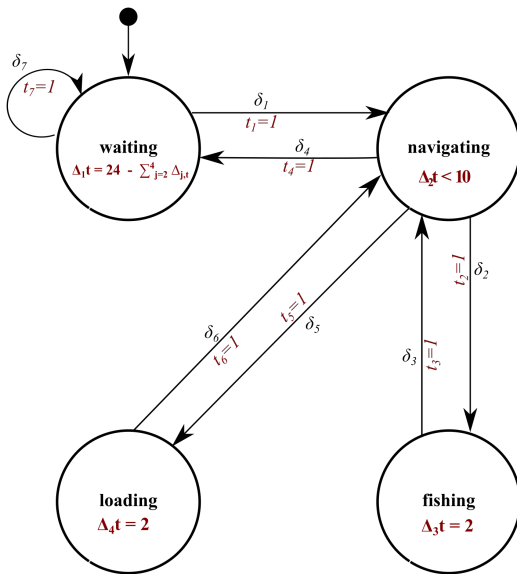 δ7
t7=1
δ1
t1=1
δ4
t4=1
waiting
Δ1t = 24 - ∑⁴j=2 Δj,t
navigating
Δ2t < 10
δ6
t6=1
t5=1
δ5
t2=1
δ2
δ3
t3=1
loading
Δ4t = 2
fishing
Δ3t = 2